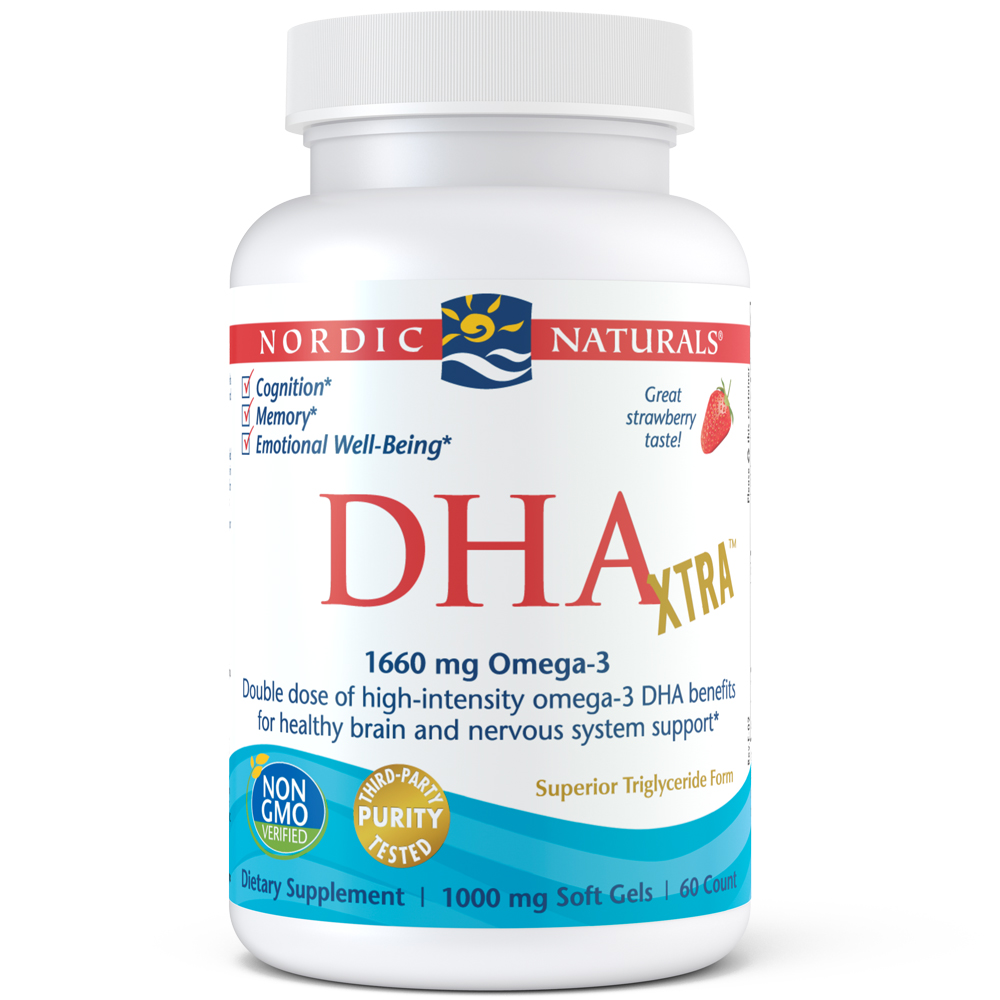 NORDIC NATURALS®
Cognition*
Memory*
Emotional Well-Being*
Great
strawberry
taste!
DHA
XTRA™
1660 mg Omega-3
Double dose of high-intensity omega-3 DHA benefits
for healthy brain and nervous system support*
Superior Triglyceride Form
NON
GMO
VERIFIED
THIRD-PARTY
PURITY
TESTED
Dietary Supplement | 1000 mg Soft Gels | 60 Count